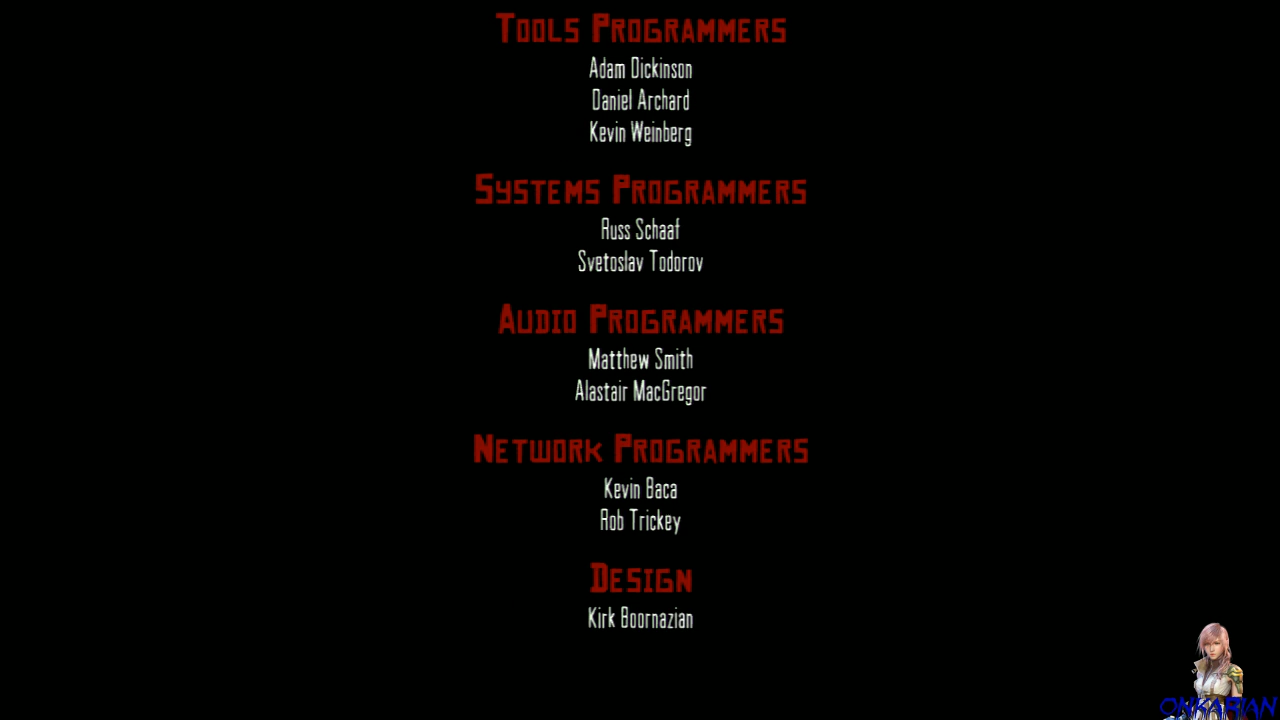 Tools Programmers
Adam Dickinson
Daniel Archard
Kevin Weinberg
Systems Programmers
Russ Schaaf
Svetoslav Todorov
Audio Programmers
Matthew Smith
Alastair MacGregor
Network Programmers
Kevin Baca
Rob Trickey
Design
Kirk Boornazian
ONKARIAN